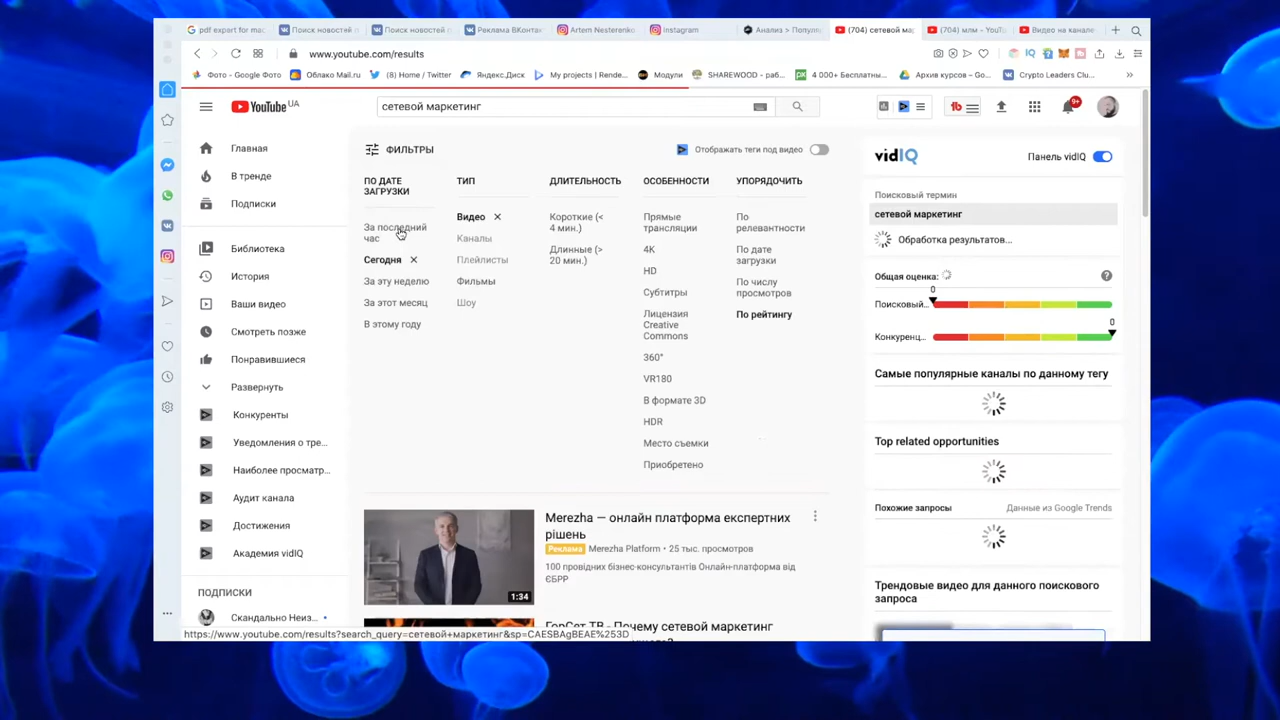 pdf expert for mac
Поиск новостей
Поиск новостей
Реклама ВКонта
Artem Nesterenko
Instagram
Анализ > Популя
(704) сетевой ма
(704) млм - YouT
Видео на канале
www.youtube.com/results
Фото - Google Фото
Облако Mail.ru
(8) Home / Twitter
Яндекс.Диск
My projects | Rende...
Модули
SHAREWOOD - раб...
4 000+ Бесплатны...
Архив курсов – Go...
Crypto Leaders Clu...
YouTube UA
сетевой маркетинг
tb
9+
Главная
В тренде
Подписки
Библиотека
История
Ваши видео
Смотреть позже
Понравившиеся
Развернуть
Конкуренты
Уведомления о тре...
Наиболее просматр...
Аудит канала
Достижения
Академия vidIQ
ПОДПИСКИ
Скандально Неиз...
ФИЛЬТРЫ
Отображать теги под видео
ПО ДАТЕ
ЗАГРУЗКИ
За последний
час
Сегодня
За эту неделю
За этот месяц
В этому году
ТИП
Видео
Каналы
Плейлисты
Фильмы
Шоу
ДЛИТЕЛЬНОСТЬ
Короткие (<
4 мин.)
Длинные (>
20 мин.)
ОСОБЕННОСТИ
Прямые
трансляции
4K
HD
Субтитры
Лицензия
Creative
Commons
360°
VR180
В формате 3D
HDR
Место съемки
Приобретено
УПОРЯДОЧИТЬ
По
релевантности
По дате
загрузки
По числу
просмотров
По рейтингу
1:34
Merezha — онлайн платформа експертних
рішень
Реклама Merezha Platform • 25 тыс. просмотров
100 провідних бізнес-консультантів Онлайн-платформа від
ЄБРР
ГорСет ТВ - Почему сетевой маркетинг
vidIQ
Панель vidIQ
Поисковый термин
сетевой маркетинг
Обработка результатов...
Общая оценка:
0
Поисковый...
0
Конкуренц...
Самые популярные каналы по данному тегу
Top related opportunities
Похожие запросы
Данные из Google Trends
Трендовые видео для данного поискового
запроса
https://www.youtube.com/results?search_query=сетевой+маркетинг&sp=CAESBAgBEAE%253D